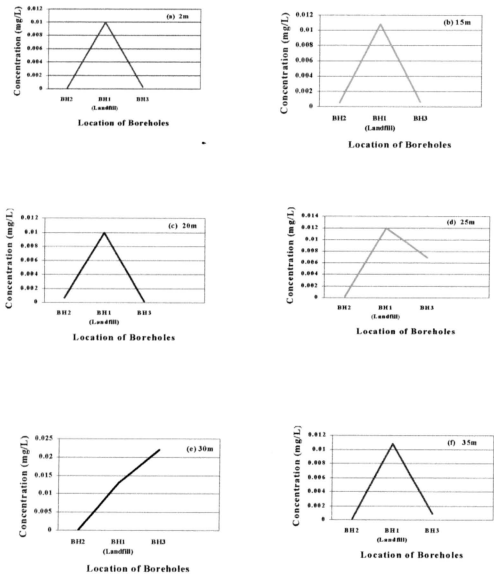 Concentration (mg/L)
(a) 2m
0.012
0.01
0.008
0.006
0.004
0.002
0
BH2 BH1 BH3
(Landfill)
Location of Boreholes
Concentration (mg/L)
(b) 15m
0.012
0.01
0.008
0.006
0.004
0.002
0
BH2 BH1 BH3
(Landfill)
Location of Boreholes
Concentration (mg/L)
(c) 20m
0.012
0.01
0.008
0.006
0.004
0.002
0
BH2 BH1 BH3
(Landfill)
Location of Boreholes
Concentration (mg/L)
(d) 25m
0.014
0.012
0.01
0.008
0.006
0.004
0.002
0
BH2 BH1 BH3
(Landfill)
Location of Boreholes
Concentration (mg/L)
(e) 30m
0.025
0.02
0.015
0.01
0.005
0
BH2 BH1 BH3
(Landfill)
Location of Boreholes
Concentration (mg/L)
(f) 35m
0.012
0.01
0.008
0.006
0.004
0.002
0
BH2 BH1 BH3
(Landfill)
Location of Boreholes